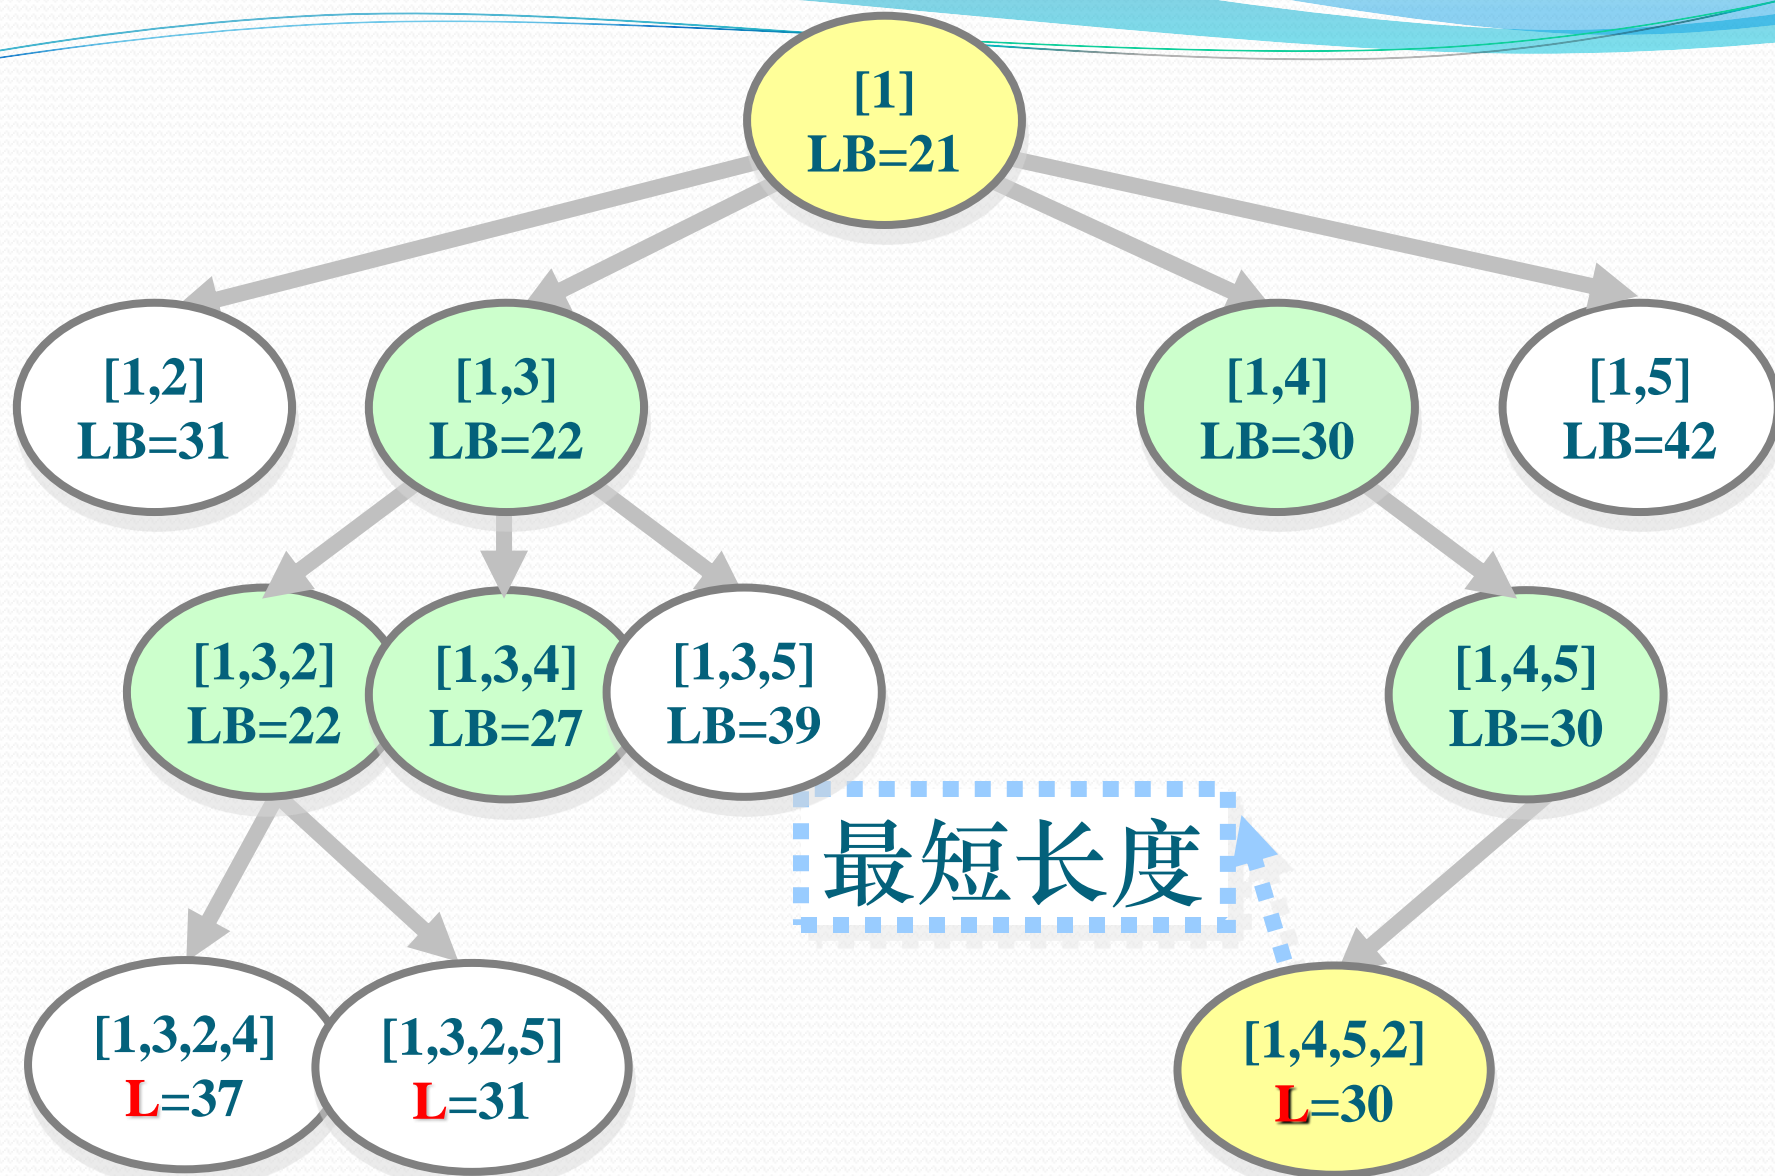 [1]
LB=21
[1,2]
LB=31
[1,3]
LB=22
[1,4]
LB=30
[1,5]
LB=42
[1,3,2]
LB=22
[1,3,4]
LB=27
[1,3,5]
LB=39
[1,4,5]
LB=30
最短长度
[1,3,2,4]
L=37
[1,3,2,5]
L=31
[1,4,5,2]
L=30